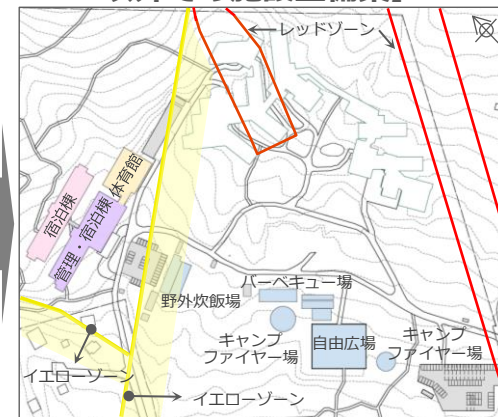 レッドゾーン
体育館
宿泊棟
管理・宿泊棟
バーベキュー場
野外炊飯場
キャンプ
ファイヤー場
自由広場
キャンプ
ファイヤー場
イエローゾーン
イエローゾーン